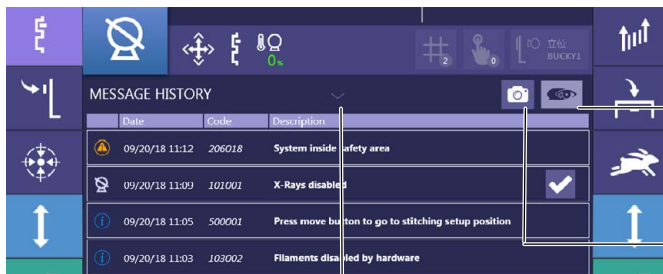 0%
2
0
立位
BUCKY1
MESSAGE HISTORY
Date Code Description
09/20/18 11:12 206018 System inside safety area
09/20/18 11:09 101001 X-Rays disabled
09/20/18 11:05 500001 Press move button to go to stitching setup position
09/20/18 11:03 103002 Filaments disabled by hardware